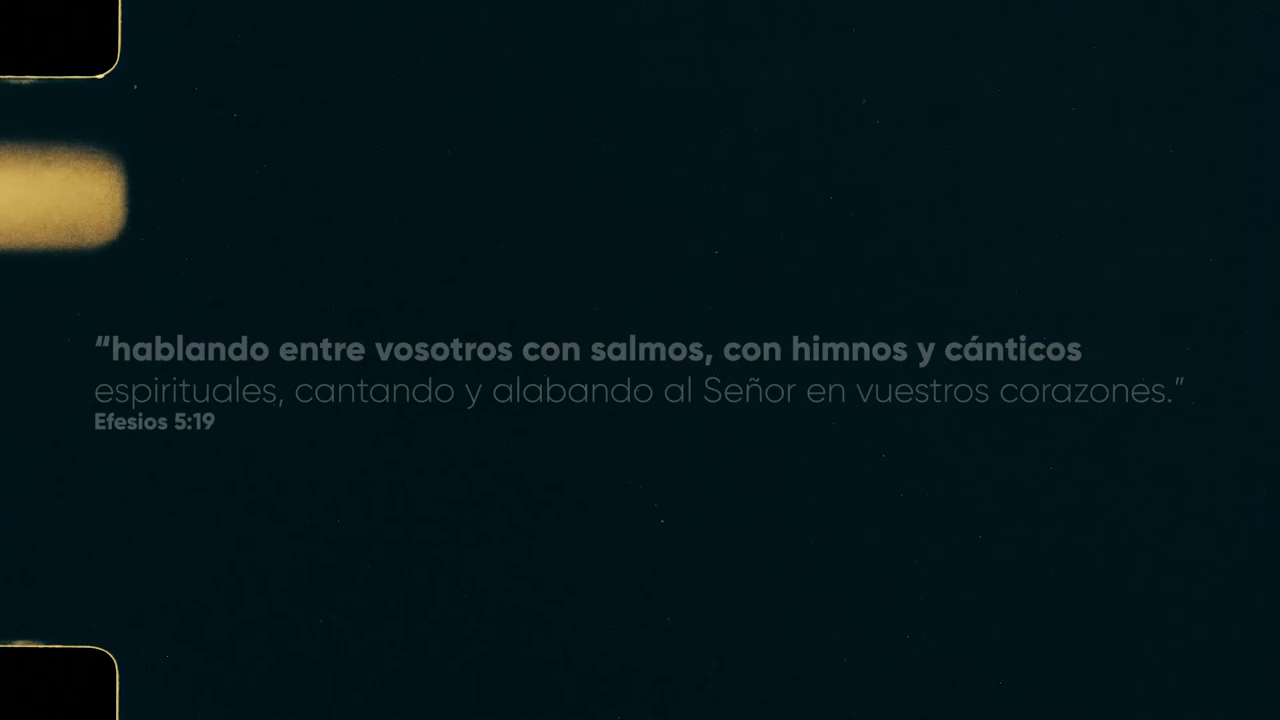 “hablando entre vosotros con salmos, con himnos y cánticos
espirituales, cantando y alabando al Señor en vuestros corazones.”
Efesios 5:19